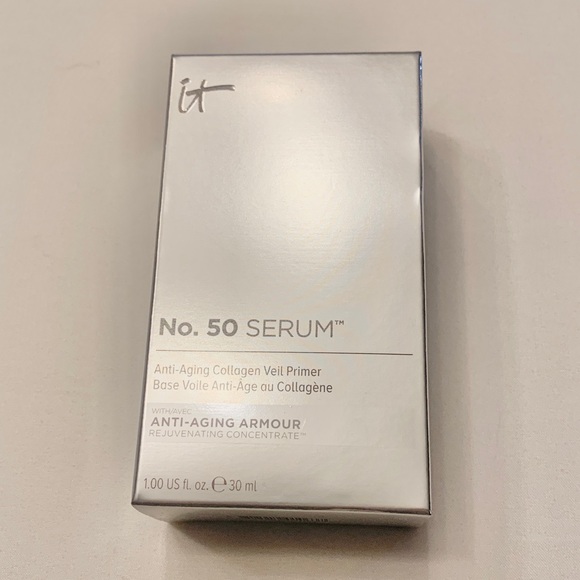 it
No. 50 SERUM™
Anti-Aging Collagen Veil Primer
Base Voile Anti-Âge au Collagène
WITH/AVEC
ANTI-AGING ARMOUR
REJUVENATING CONCENTRATE™
1.00 US fl. oz. ℮ 30 ml